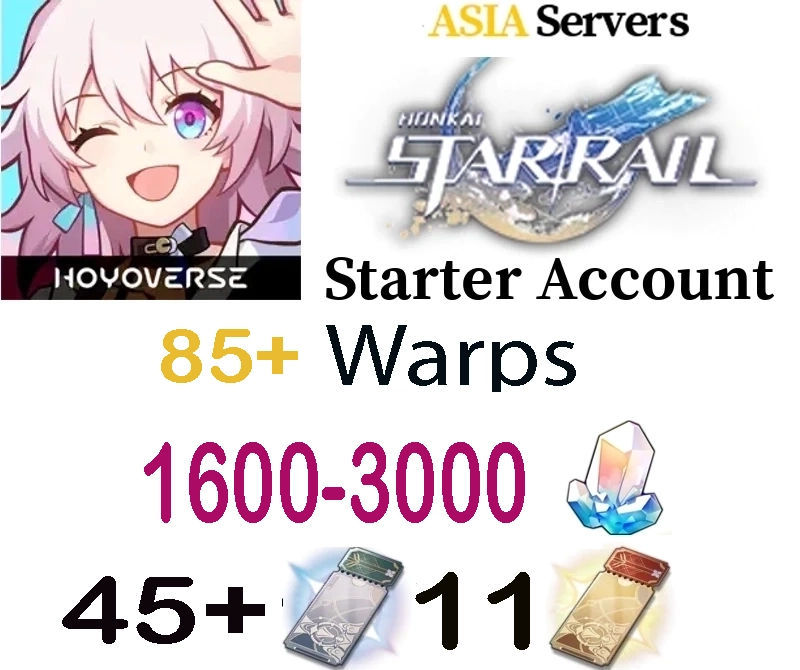 ASIA Servers
HONKAI
STAR RAIL
HOYOVERSE
Starter Account
85+ Warps
1600-3000
45+ 11